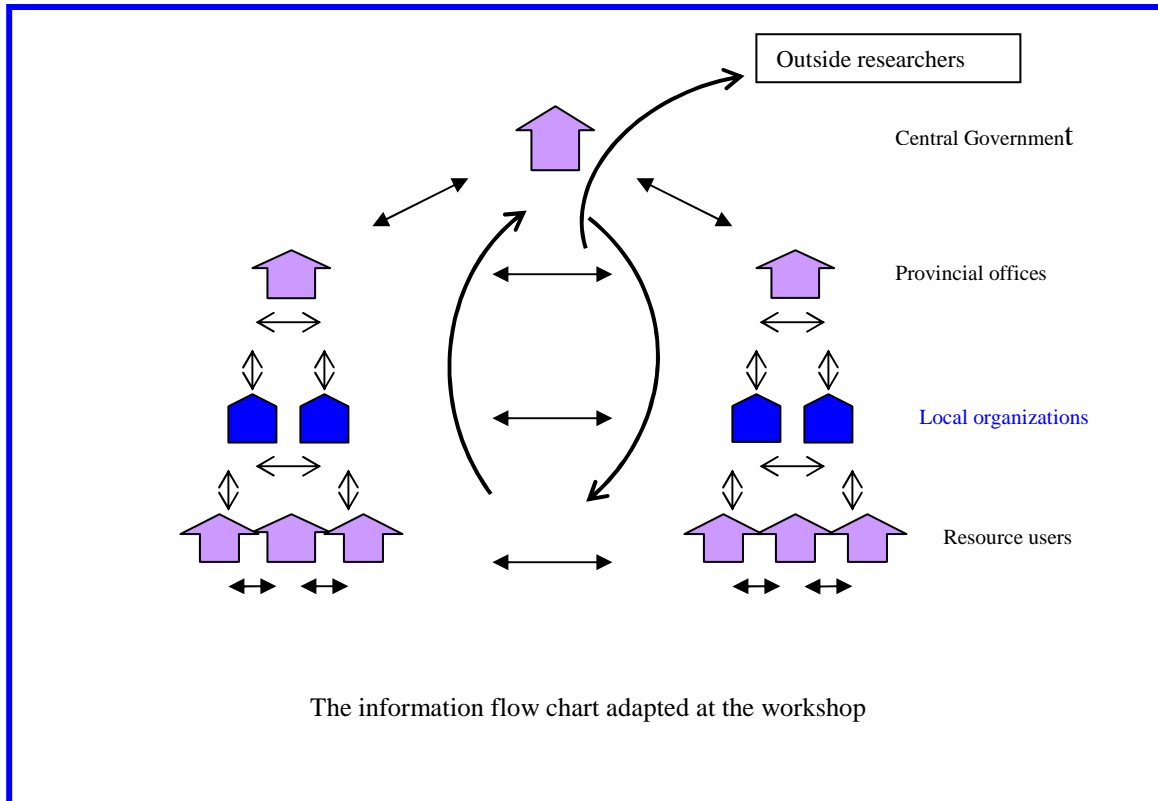 Outside researchers
Central Government
Provincial offices
Local organizations
Resource users
The information flow chart adapted at the workshop